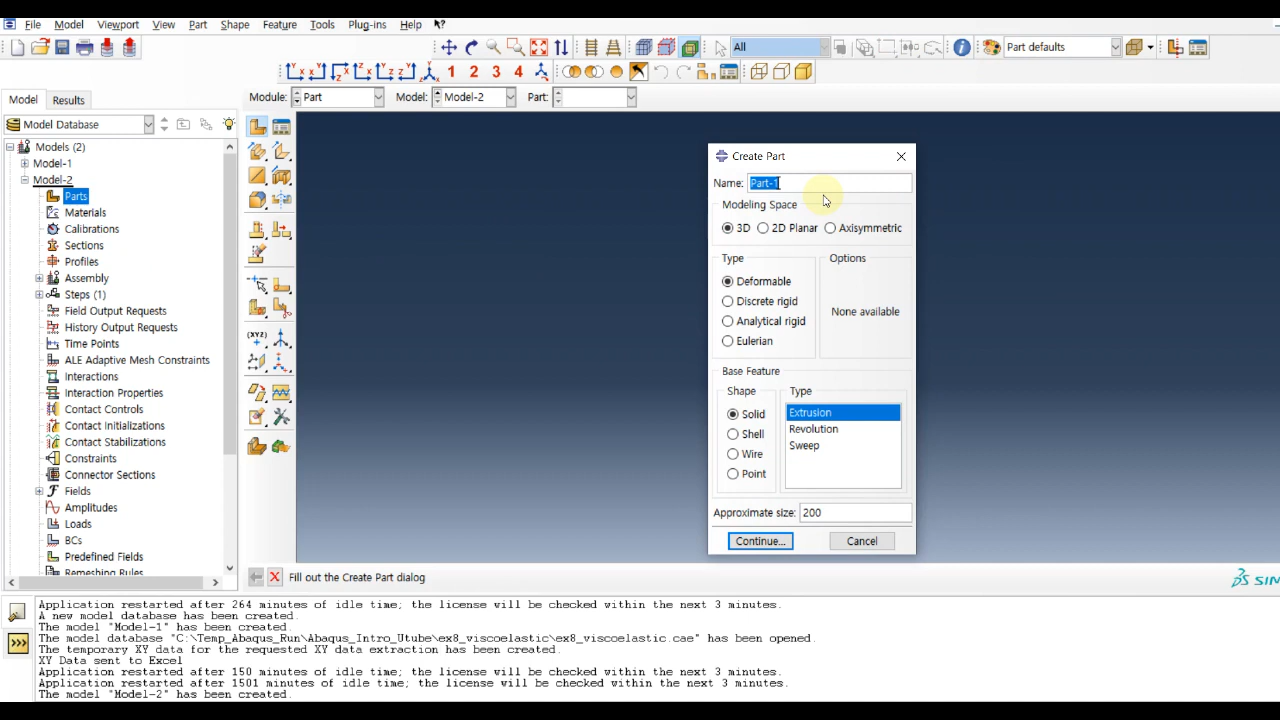 File Model Viewport View Part Shape Feature Tools Plug-ins Help
All Part defaults
1 2 3 4
Model Results Module: Part Model: Model-2 Part:
Model Database
Models (2)
Model-1
Model-2
Parts
Materials
Calibrations
Sections
Profiles
Assembly
Steps (1)
Field Output Requests
History Output Requests
Time Points
ALE Adaptive Mesh Constraints
Interactions
Interaction Properties
Contact Controls
Contact Initializations
Contact Stabilizations
Constraints
Connector Sections
Fields
Amplitudes
Loads
BCs
Predefined Fields
Remeshing Rules
(XYZ)
Create Part
Name: Part-1
Modeling Space
3D 2D Planar Axisymmetric
Type Options
Deformable
Discrete rigid
Analytical rigid
Eulerian
None available
Base Feature
Shape Type
Solid
Shell
Wire
Point
Extrusion
Revolution
Sweep
Approximate size: 200
Continue... Cancel
Fill out the Create Part dialog
Application restarted after 264 minutes of idle time; the license will be checked within the next 3 minutes.
A new model database has been created.
The model "Model-1" has been created.
The model database "C:\Temp_Abaqus_Run\Abaqus_Intro_Utube\ex8_viscoelastic\ex8_viscoelastic.cae" has been opened.
The temporary XY data for the requested XY data extraction has been created.
XY Data sent to Excel
Application restarted after 150 minutes of idle time; the license will be checked within the next 3 minutes.
Application restarted after 1501 minutes of idle time; the license will be checked within the next 3 minutes.
The model "Model-2" has been created.